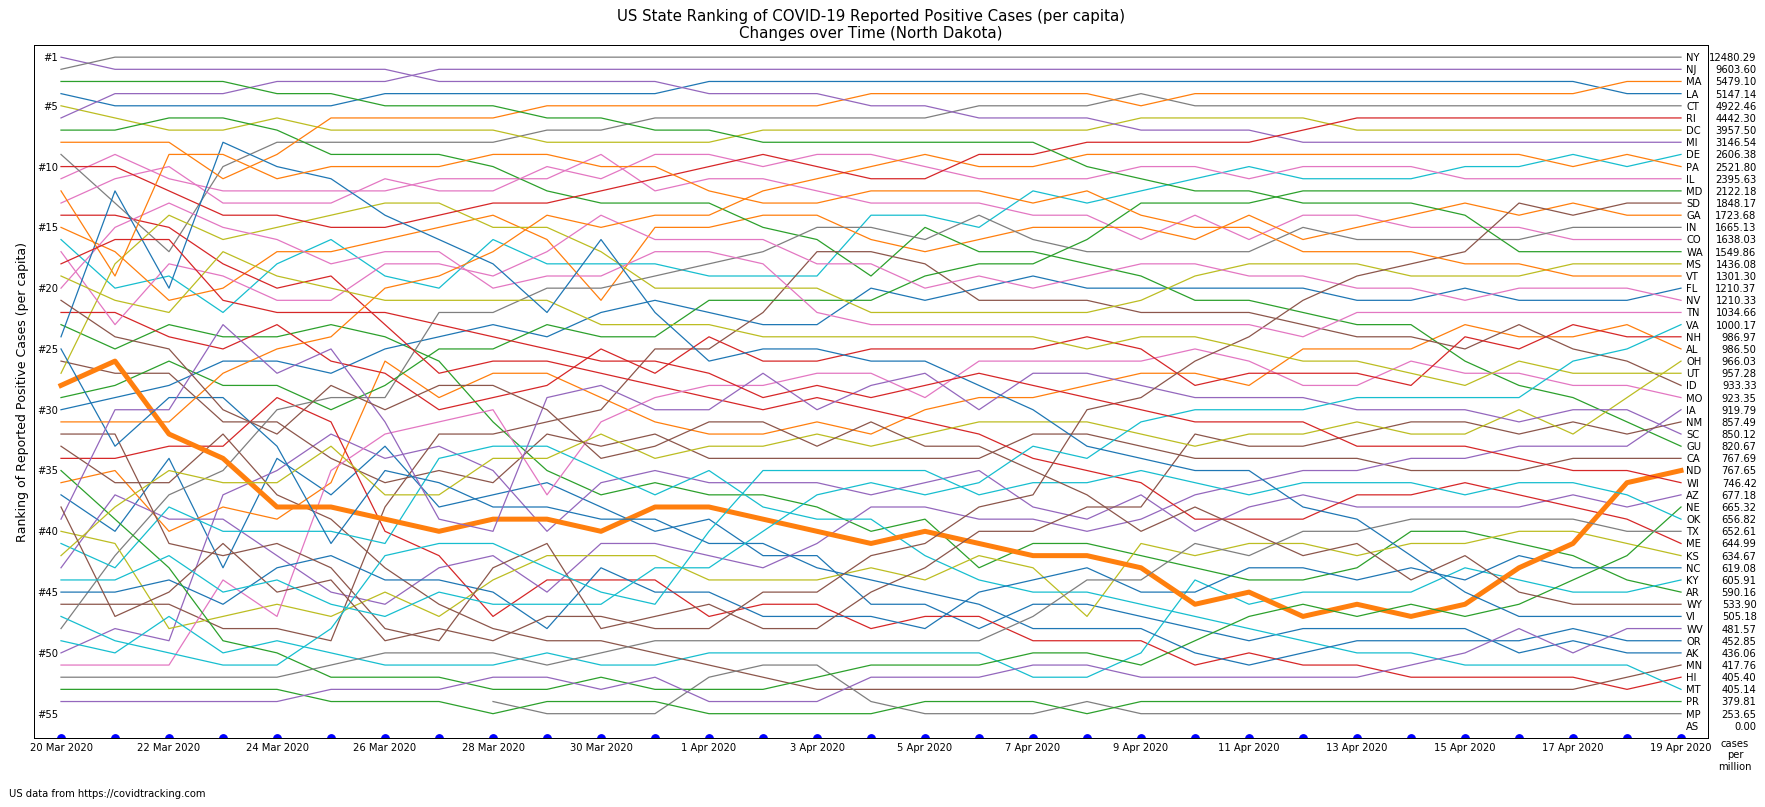 US State Ranking of COVID-19 Reported Positive Cases (per capita)
Changes over Time (North Dakota)
Ranking of Reported Positive Cases (per capita)
#1
#5
#10
#15
#20
#25
#30
#35
#40
#45
#50
#55
NY 12480.29
NJ 9603.60
MA 5479.10
LA 5147.14
CT 4922.46
RI 4442.30
DC 3957.50
MI 3146.54
DE 2606.38
PA 2521.80
IL 2395.63
MD 2122.18
SD 1848.17
GA 1723.68
IN 1665.13
CO 1638.03
WA 1549.86
MS 1436.08
VT 1301.30
FL 1210.37
NV 1210.33
TN 1034.66
VA 1000.17
NH 986.97
AL 986.50
OH 966.03
UT 957.28
ID 933.33
MO 923.35
IA 919.79
NM 857.49
SC 850.12
GU 820.67
CA 767.69
ND 767.65
WI 746.42
AZ 677.18
NE 665.32
OK 656.82
TX 652.61
ME 644.99
KS 634.67
NC 619.08
KY 605.91
AR 590.16
WY 533.90
VI 505.18
WV 481.57
OR 452.85
AK 436.06
MN 417.76
HI 405.40
MT 405.14
PR 379.81
MP 253.65
AS 0.00
20 Mar 2020 22 Mar 2020 24 Mar 2020 26 Mar 2020 28 Mar 2020 30 Mar 2020 1 Apr 2020 3 Apr 2020 5 Apr 2020 7 Apr 2020 9 Apr 2020 11 Apr 2020 13 Apr 2020 15 Apr 2020 17 Apr 2020 19 Apr 2020
cases
per
million
US data from https://covidtracking.com